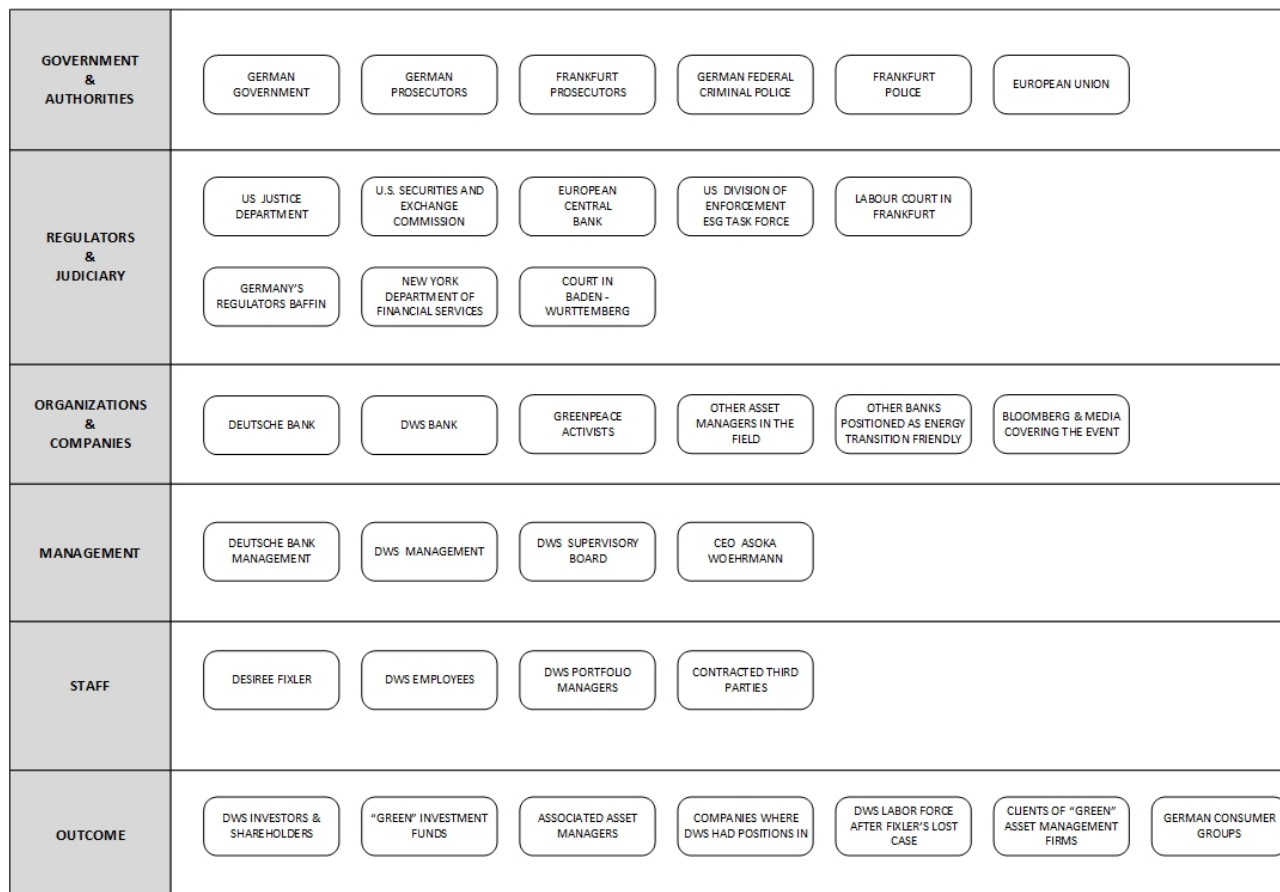 GOVERNMENT
&
AUTHORITIES
GERMAN
GOVERNMENT
GERMAN
PROSECUTORS
FRANKFURT
PROSECUTORS
GERMAN FEDERAL
CRIMINAL POLICE
FRANKFURT
POLICE
EUROPEAN UNION
REGULATORS
&
JUDICIARY
US JUSTICE
DEPARTMENT
U.S. SECURITIES AND
EXCHANGE
COMMISSION
EUROPEAN
CENTRAL
BANK
US DIVISION OF
ENFORCEMENT
ESG TASK FORCE
LABOUR COURT IN
FRANKFURT
GERMANY'S
REGULATORS BAFFIN
NEW YORK
DEPARTMENT OF
FINANCIAL SERVICES
COURT IN
BADEN -
WURTTEMBERG
ORGANIZATIONS
&
COMPANIES
DEUTSCHE BANK
DWS BANK
GREENPEACE
ACTIVISTS
OTHER ASSET
MANAGERS IN THE
FIELD
OTHER BANKS
POSITIONED AS ENERGY
TRANSITION FRIENDLY
BLOOMBERG & MEDIA
COVERING THE EVENT
MANAGEMENT
DEUTSCHE BANK
MANAGEMENT
DWS MANAGEMENT
DWS SUPERVISORY
BOARD
CEO ASOKA
WOEHRMANN
STAFF
DESIREE FIXLER
DWS EMPLOYEES
DWS PORTFOLIO
MANAGERS
CONTRACTED THIRD
PARTIES
OUTCOME
DWS INVESTORS &
SHAREHOLDERS
"GREEN" INVESTMENT
FUNDS
ASSOCIATED ASSET
MANAGERS
COMPANIES WHERE
DWS HAD POSITIONS IN
DWS LABOR FORCE
AFTER FIXLER'S LOST
CASE
CLIENTS OF "GREEN"
ASSET MANAGEMENT
FIRMS
GERMAN CONSUMER
GROUPS